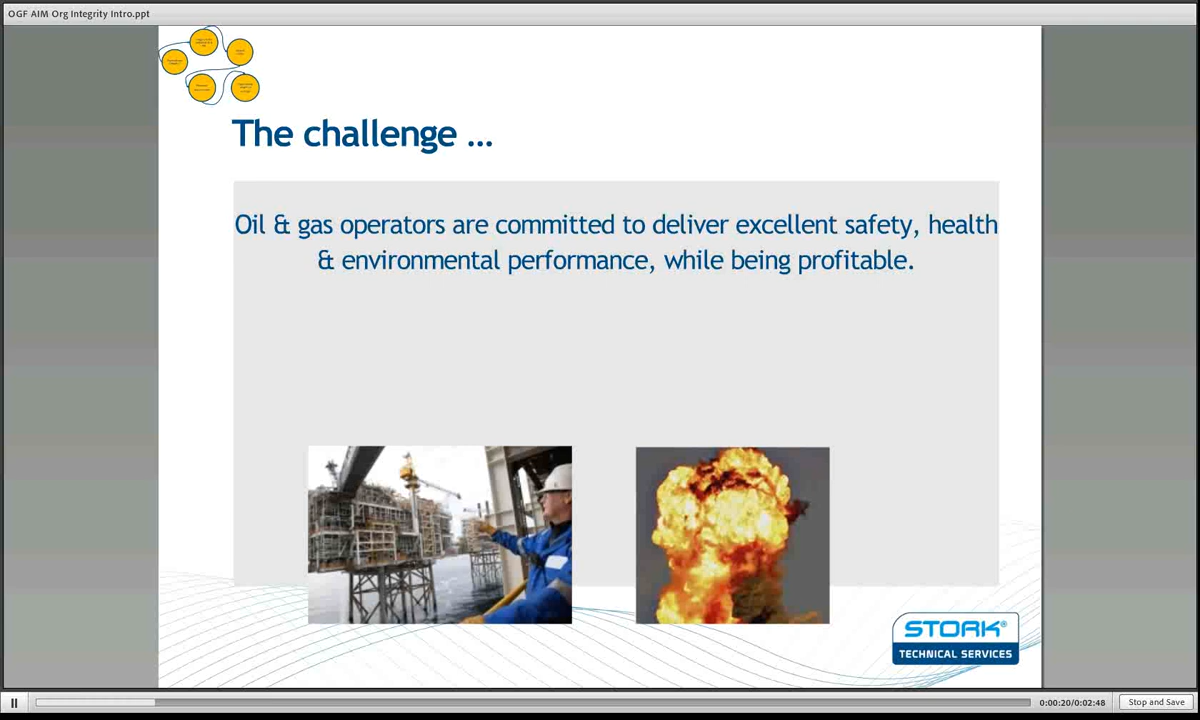 OGF AIM Org Integrity Intro.ppt
The challenge ...
Oil & gas operators are committed to deliver excellent safety, health
& environmental performance, while being profitable.
STORK®
TECHNICAL SERVICES
0:00:20/0:02:48
Stop and Save